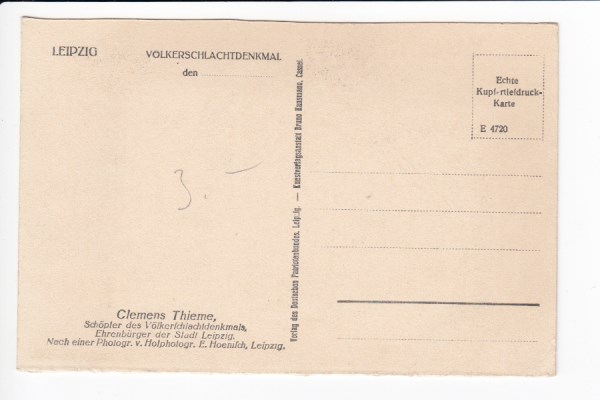 LEIPZIG
VÖLKERSCHLACHTDENKMAL
den
Echte
Kupfertiefdruck-
Karte
E 4720
3.—
Verlag des Deutschen Patriotenbundes, Leipzig. — Kunstverlagsanstalt Bruno Hansmann, Cassel.
Clemens Thieme,
Schöpfer des Völkerſchlachtdenkmals,
Ehrenbürger der Stadt Leipzig.
Nach einer Photogr. v. Hofphotogr. E. Hoeniſch, Leipzig.